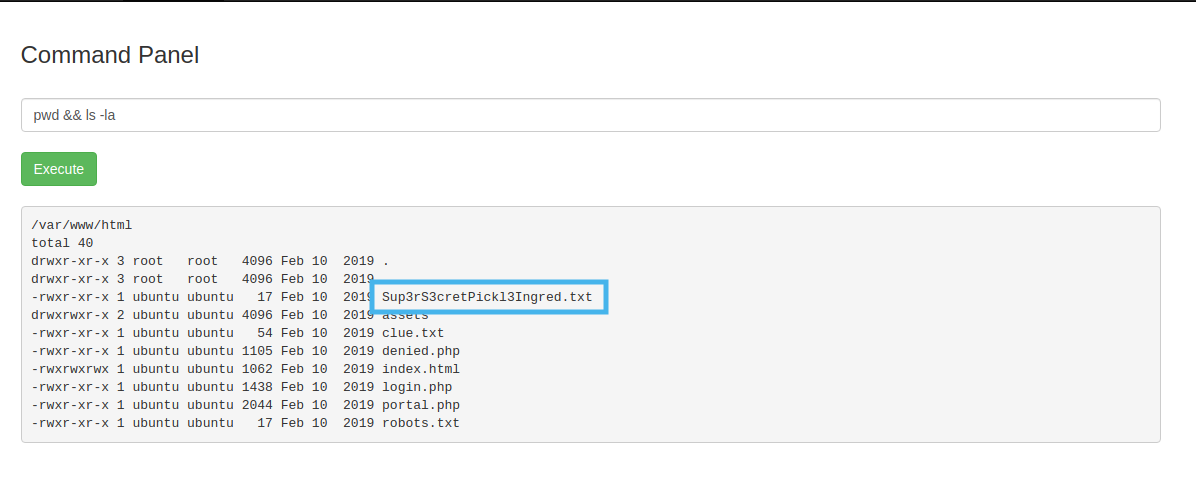 Command Panel
pwd && ls -la
Execute
/var/www/html
total 40
drwxr-xr-x 3 root   root   4096 Feb 10  2019 .
drwxr-xr-x 3 root   root   4096 Feb 10  2019
-rwxr-xr-x 1 ubuntu ubuntu   17 Feb 10  2019 Sup3rS3cretPickl3Ingred.txt
drwxrwxr-x 2 ubuntu ubuntu 4096 Feb 10  2019 assets
-rwxr-xr-x 1 ubuntu ubuntu   54 Feb 10  2019 clue.txt
-rwxr-xr-x 1 ubuntu ubuntu 1105 Feb 10  2019 denied.php
-rwxrwxrwx 1 ubuntu ubuntu 1062 Feb 10  2019 index.html
-rwxr-xr-x 1 ubuntu ubuntu 1438 Feb 10  2019 login.php
-rwxr-xr-x 1 ubuntu ubuntu 2044 Feb 10  2019 portal.php
-rwxr-xr-x 1 ubuntu ubuntu   17 Feb 10  2019 robots.txt